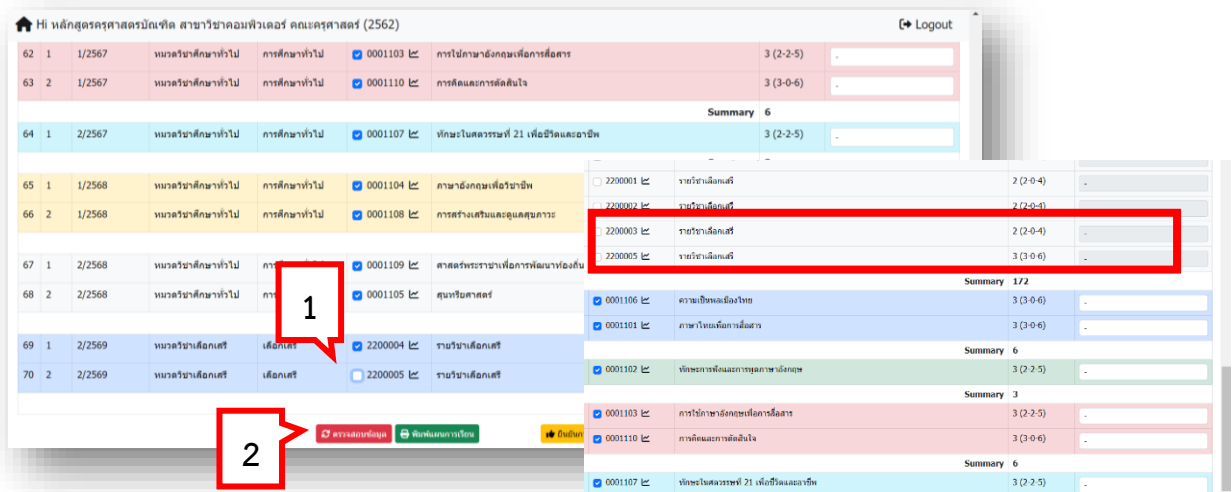 Hi หลักสูตรครุศาสตรบัณฑิต สาขาวิชาคอมพิวเตอร์ คณะครุศาสตร์ (2562) Logout
62 1 1/2567 หมวดวิชาศึกษาทั่วไป การศึกษาทั่วไป 0001103 การใช้ภาษาอังกฤษเพื่อการสื่อสาร 3 (2-2-5) -
63 2 1/2567 หมวดวิชาศึกษาทั่วไป การศึกษาทั่วไป 0001110 การคิดและการตัดสินใจ 3 (3-0-6) -
Summary 6
64 1 2/2567 หมวดวิชาศึกษาทั่วไป การศึกษาทั่วไป 0001107 ทักษะในศตวรรษที่ 21 เพื่อชีวิตและอาชีพ 3 (2-2-5) -
65 1 1/2568 หมวดวิชาศึกษาทั่วไป การศึกษาทั่วไป 0001104 ภาษาอังกฤษเพื่อวิชาชีพ
66 2 1/2568 หมวดวิชาศึกษาทั่วไป การศึกษาทั่วไป 0001108 การสร้างเสริมและดูแลสุขภาวะ
67 1 2/2568 หมวดวิชาศึกษาทั่วไป 0001109 ศาสตร์พระราชาเพื่อการพัฒนาท้องถิ่น
68 2 2/2568 หมวดวิชาศึกษาทั่วไป 0001105 สุนทรียศาสตร์
69 1 2/2569 หมวดวิชาเลือกเสรี เลือกเสรี 2200004 รายวิชาเลือกเสรี
70 2 2/2569 หมวดวิชาเลือกเสรี เลือกเสรี 2200005 รายวิชาเลือกเสรี
ตรวจสอบข้อมูล พิมพ์แผนการเรียน
1
2
2200001 รายวิชาเลือกเสรี 2 (2-0-4) -
2200002 รายวิชาเลือกเสรี 2 (2-0-4)
2200003 รายวิชาเลือกเสรี 2 (2-0-4) -
2200005 รายวิชาเลือกเสรี 3 (3-0-6) -
Summary 172
0001106 ความเป็นพลเมืองไทย 3 (3-0-6) -
0001101 ภาษาไทยเพื่อการสื่อสาร 3 (3-0-6) -
Summary 6
0001102 ทักษะการฟังและการพูดภาษาอังกฤษ 3 (2-2-5) -
Summary 3
0001103 การใช้ภาษาอังกฤษเพื่อการสื่อสาร 3 (2-2-5) -
0001110 การคิดและการตัดสินใจ 3 (3-0-6) -
Summary 6
0001107 ทักษะในศตวรรษที่ 21 เพื่อชีวิตและอาชีพ 3 (2-2-5) -